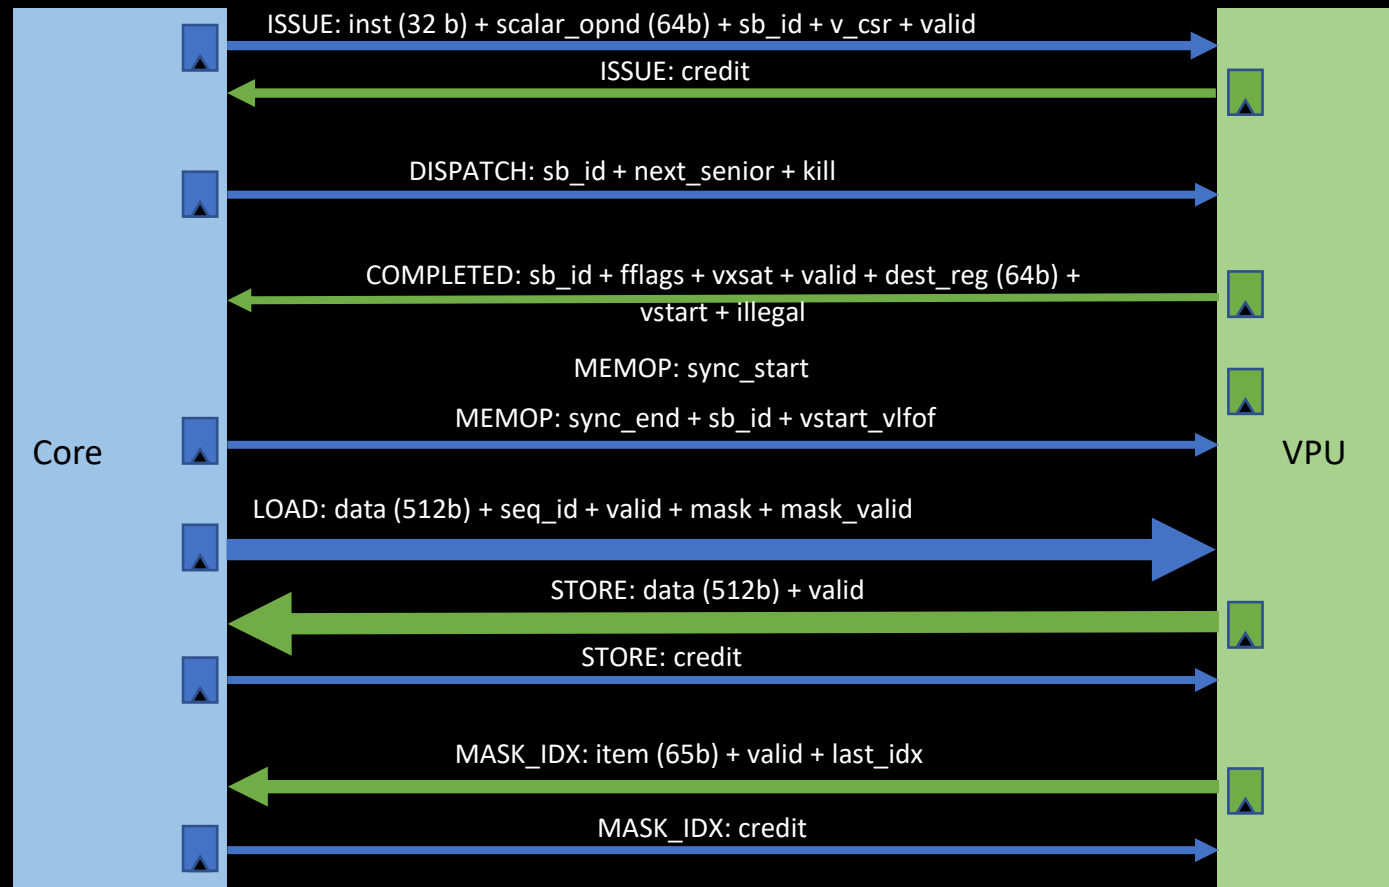 ISSUE: inst (32 b) + scalar_opnd (64b) + sb_id + v_csr + valid
ISSUE: credit
DISPATCH: sb_id + next_senior + kill
COMPLETED: sb_id + fflags + vxsat + valid + dest_reg (64b) +
vstart + illegal
MEMOP: sync_start
MEMOP: sync_end + sb_id + vstart_vlfof
Core
VPU
LOAD: data (512b) + seq_id + valid + mask + mask_valid
STORE: data (512b) + valid
STORE: credit
MASK_IDX: item (65b) + valid + last_idx
MASK_IDX: credit